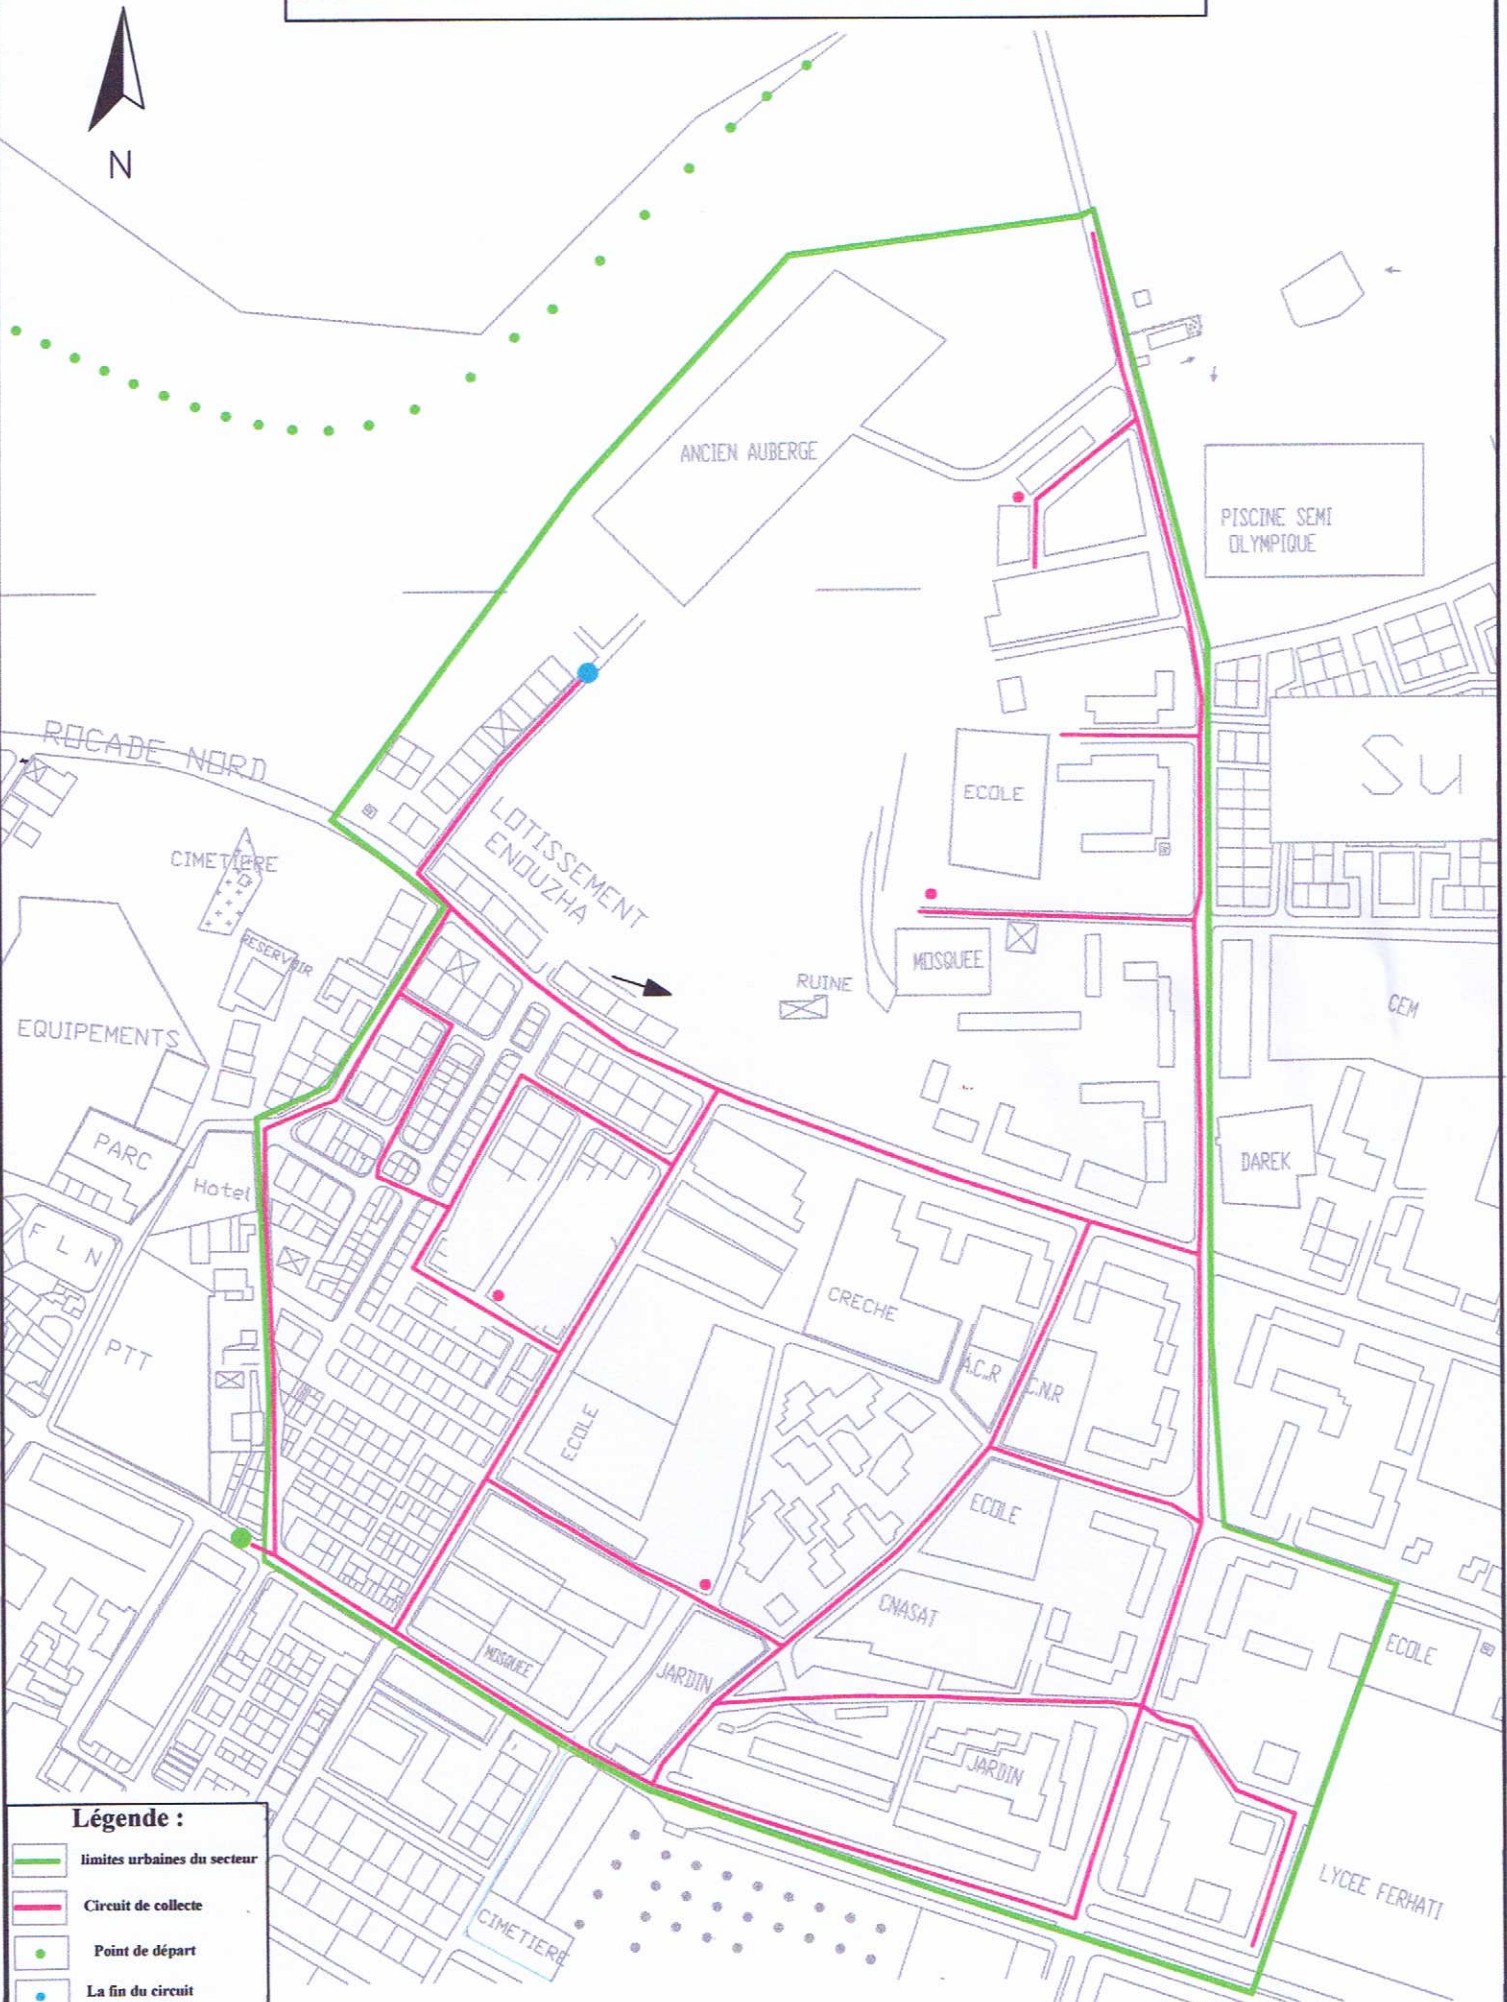 N
ANCIEN AUBERGE
PISCINE SEMI
OLYMPIQUE
ROCADE NORD
Su
ECOLE
LOTISSEMENT
ENOUZHA
CIMETIERE
RESERVOIR
MOSQUEE
RUINE
CEM
EQUIPEMENTS
PARC
DAREK
Hotel
F L N
CRECHE
PTT
A.C.R
C.N.R
ECOLE
ECOLE
CNASAT
MOSQUEE
JARDIN
ECOLE
JARDIN
LYCEE FERHATI
CIMETIERE
Légende :
limites urbaines du secteur
Circuit de collecte
Point de départ
La fin du circuit